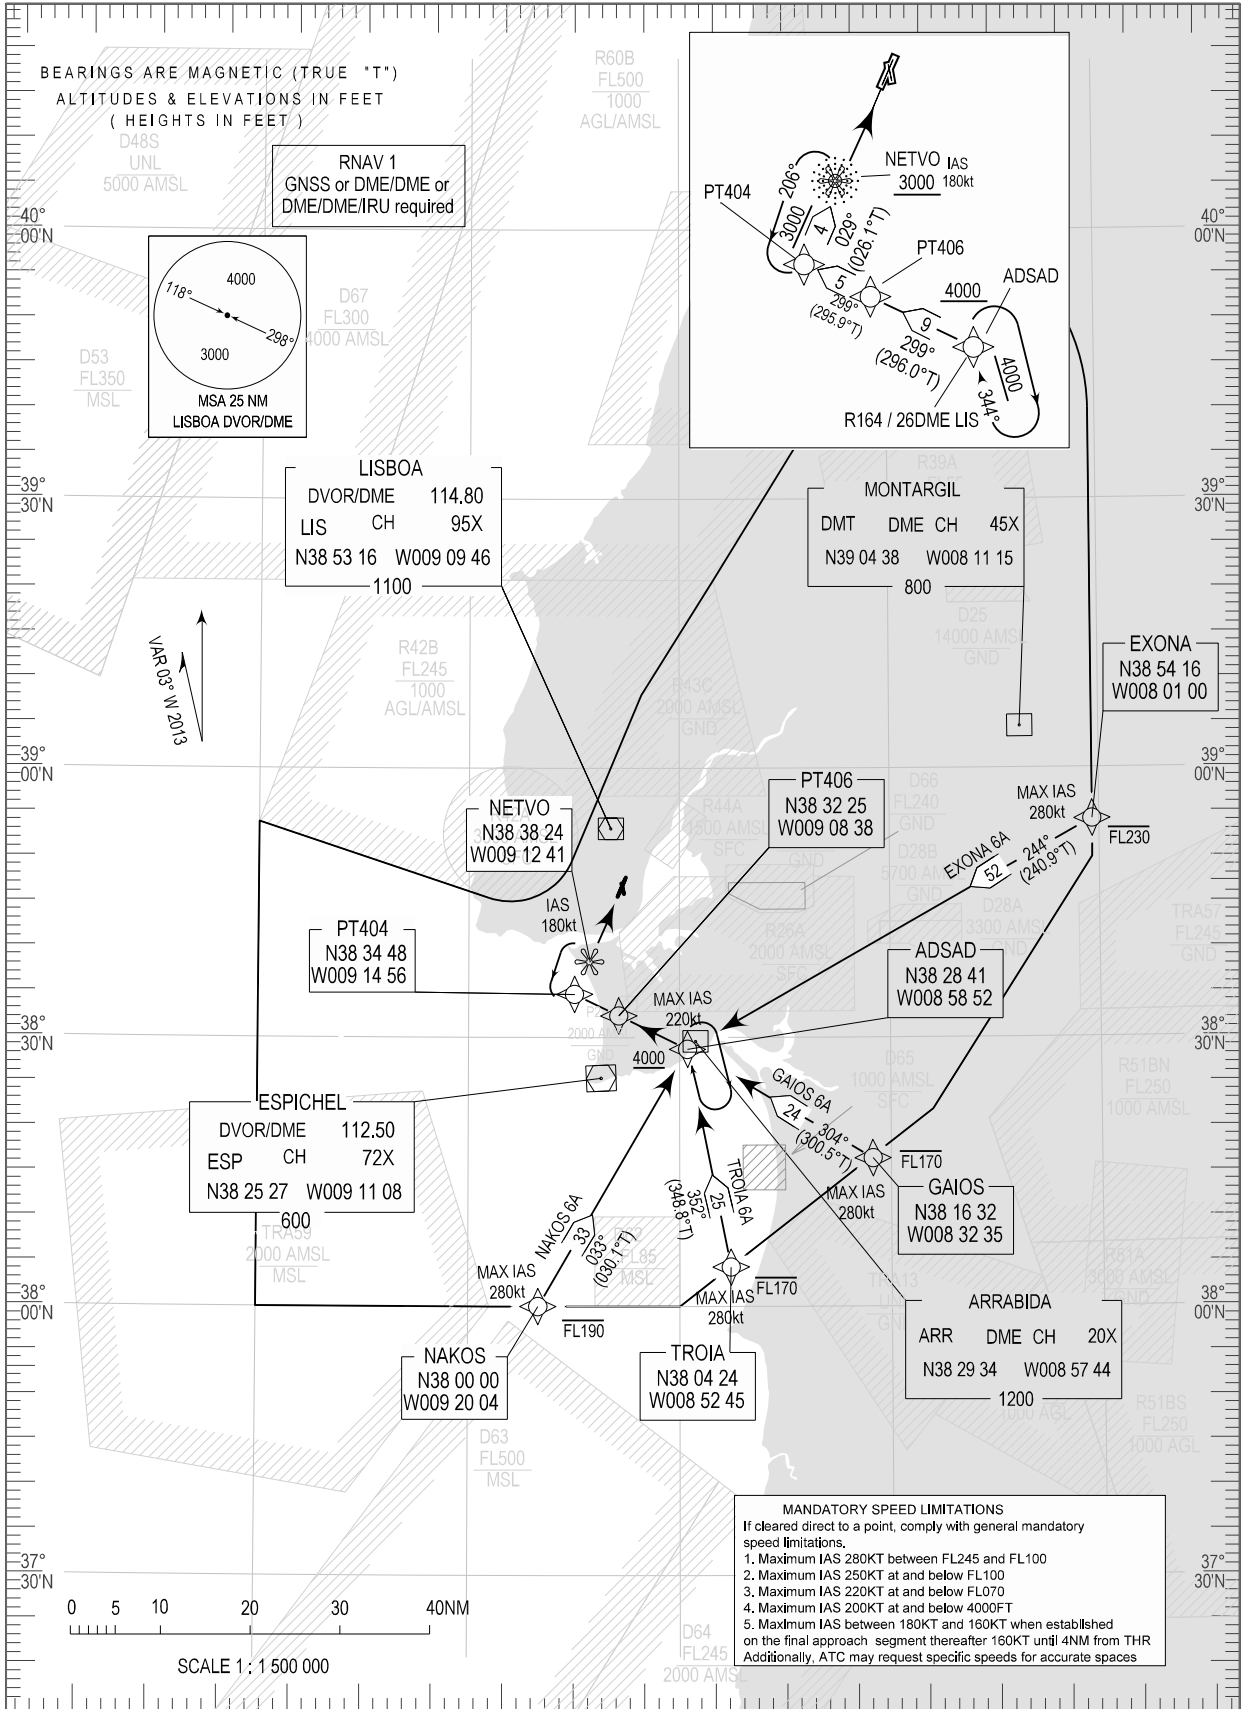 BEARINGS ARE MAGNETIC (TRUE "T")
ALTITUDES & ELEVATIONS IN FEET
( HEIGHTS IN FEET )
D48S
UNL
5000 AMSL
RNAV 1
GNSS or DME/DME or
DME/DME/IRU required
R60B
FL500
1000
AGL/AMSL
40°
00'N
40°
00'N
4000
118°
298°
3000
MSA 25 NM
LISBOA DVOR/DME
D67
FL300
4000 AMSL
D53
FL350
MSL
NETVO IAS
3000 180kt
PT404
206°
3000
4
029°
(026.1°T)
PT406
5
299°
(295.9°T)
4000
ADSAD
9
299°
(296.0°T)
4000
344°
R164 / 26DME LIS
39°
30'N
39°
30'N
LISBOA
DVOR/DME 114.80
LIS CH 95X
N38 53 16 W009 09 46
1100
R39A
MONTARGIL
DMT DME CH 45X
N39 04 38 W008 11 15
800
D25
14000 AMSL
GND
VAR 03° W 2013
R42B
FL245
1000
AGL/AMSL
R43C
2000 AMSL
GND
EXONA
N38 54 16
W008 01 00
39°
00'N
39°
00'N
NETVO
N38 38 24
W009 12 41
PT406
N38 32 25
W009 08 38
R44A
1500 AMSL
SFC
D66
FL240
GND
GND
MAX IAS
280kt
FL230
EXONA 6A
52
244°
(240.9°T)
D28B
5700 AMSL
GND
D28A
3300 AMSL
GND
TRA57
FL245
GND
IAS
180kt
R26A
2000 AMSL
SFC
PT404
N38 34 48
W009 14 56
ADSAD
N38 28 41
W008 58 52
MAX IAS
220kt
4000
2000 AMSL
GND
38°
30'N
38°
30'N
D65
1000 AMSL
SFC
R51BN
FL250
1000 AMSL
ESPICHEL
DVOR/DME 112.50
ESP CH 72X
N38 25 27 W009 11 08
600
GAIOS 6A
24
304°
(300.5°T)
FL170
MAX IAS
280kt
GAIOS
N38 16 32
W008 32 35
TROIA 6A
25
352°
(348.8°T)
NAKOS 6A
33
033°
(030.1°T)
TRA59
2000 AMSL
MSL
FL85
MSL
MAX IAS
280kt
FL190
MAX IAS
280kt
FL170
TRA13
R51A
GND
38°
00'N
38°
00'N
ARRABIDA
ARR DME CH 20X
N38 29 34 W008 57 44
1200
1000 AGL
NAKOS
N38 00 00
W009 20 04
TROIA
N38 04 24
W008 52 45
R51BS
FL250
1000 AGL
D63
FL500
MSL
37°
30'N
37°
30'N
MANDATORY SPEED LIMITATIONS
If cleared direct to a point, comply with general mandatory
speed limitations.
1. Maximum IAS 280KT between FL245 and FL100
2. Maximum IAS 250KT at and below FL100
3. Maximum IAS 220KT at and below FL070
4. Maximum IAS 200KT at and below 4000FT
5. Maximum IAS between 180KT and 160KT when established
on the final approach segment thereafter 160KT until 4NM from THR
Additionally, ATC may request specific speeds for accurate spaces
0 5 10 20 30 40NM
SCALE 1 : 1 500 000
D64
FL245
2000 AMSL